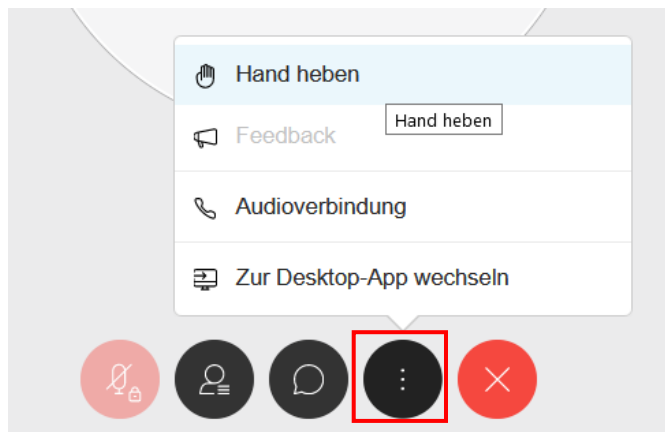 Hand heben
Hand heben
Feedback
Audioverbindung
Zur Desktop-App wechseln